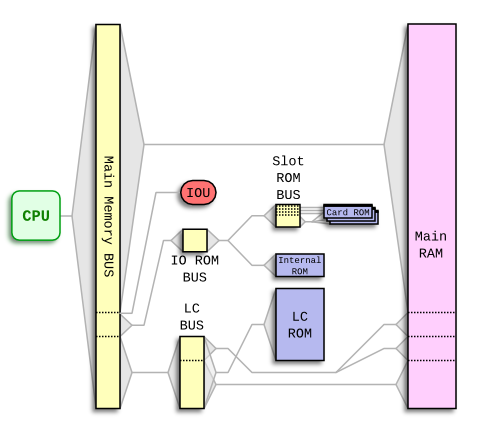 CPU
Main Memory BUS
IOU
IO ROM
BUS
Slot
ROM
BUS
Card ROM
Internal
ROM
LC
BUS
LC
ROM
Main
RAM